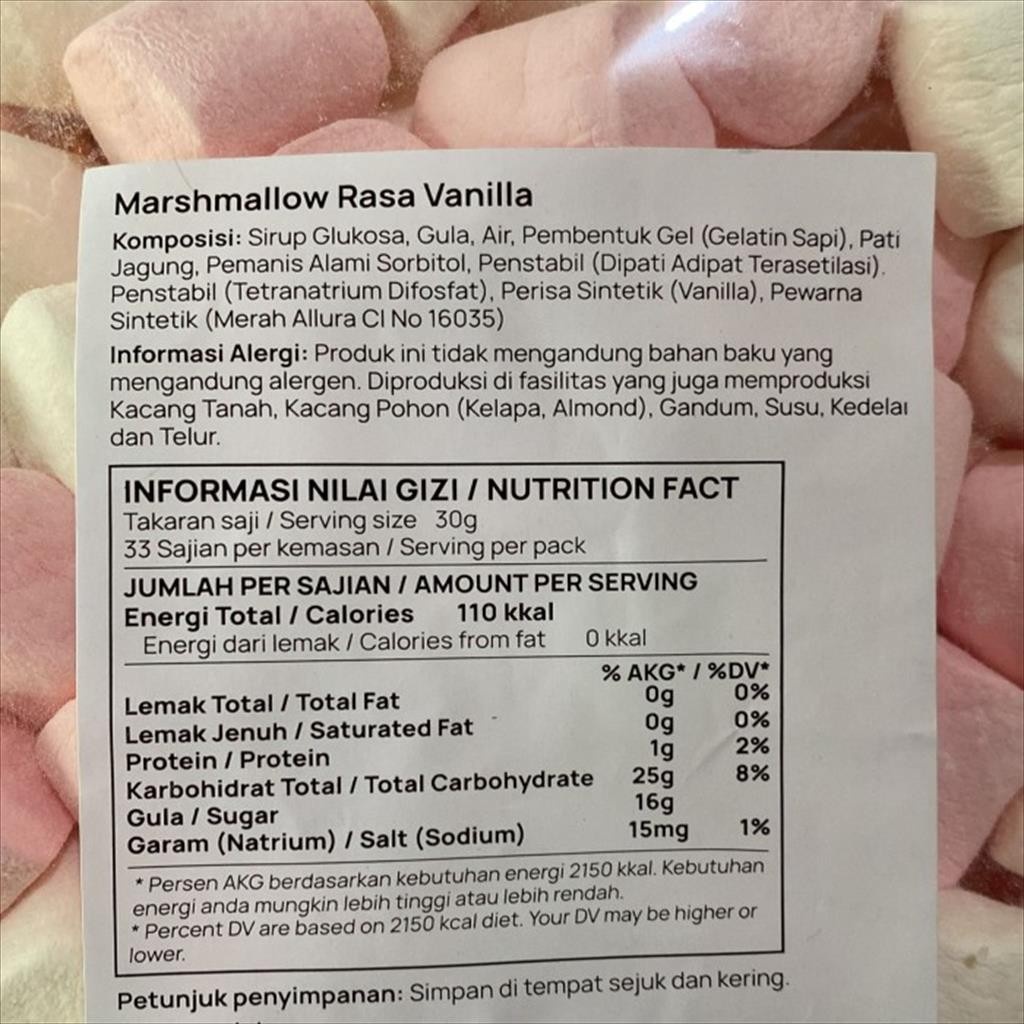 Marshmallow Rasa Vanilla
Komposisi: Sirup Glukosa, Gula, Air, Pembentuk Gel (Gelatin Sapi), Pati
Jagung, Pemanis Alami Sorbitol, Penstabil (Dipati Adipat Terasetilasi).
Penstabil (Tetranatrium Difosfat), Perisa Sintetik (Vanilla), Pewarna
Sintetik (Merah Allura CI No 16035)
Informasi Alergi: Produk ini tidak mengandung bahan baku yang
mengandung alergen. Diproduksi di fasilitas yang juga memproduksi
Kacang Tanah, Kacang Pohon (Kelapa, Almond), Gandum, Susu, Kedelai
dan Telur.
INFORMASI NILAI GIZI / NUTRITION FACT
Takaran saji / Serving size 30g
33 Sajian per kemasan / Serving per pack
JUMLAH PER SAJIAN / AMOUNT PER SERVING
Energi Total / Calories 110 kkal
Energi dari lemak / Calories from fat 0 kkal
% AKG* / %DV*
Lemak Total / Total Fat 0g 0%
Lemak Jenuh / Saturated Fat 0g 0%
Protein / Protein 1g 2%
Karbohidrat Total / Total Carbohydrate 25g 8%
Gula / Sugar 16g
Garam (Natrium) / Salt (Sodium) 15mg 1%
* Persen AKG berdasarkan kebutuhan energi 2150 kkal. Kebutuhan
energi anda mungkin lebih tinggi atau lebih rendah.
* Percent DV are based on 2150 kcal diet. Your DV may be higher or
lower.
Petunjuk penyimpanan: Simpan di tempat sejuk dan kering.